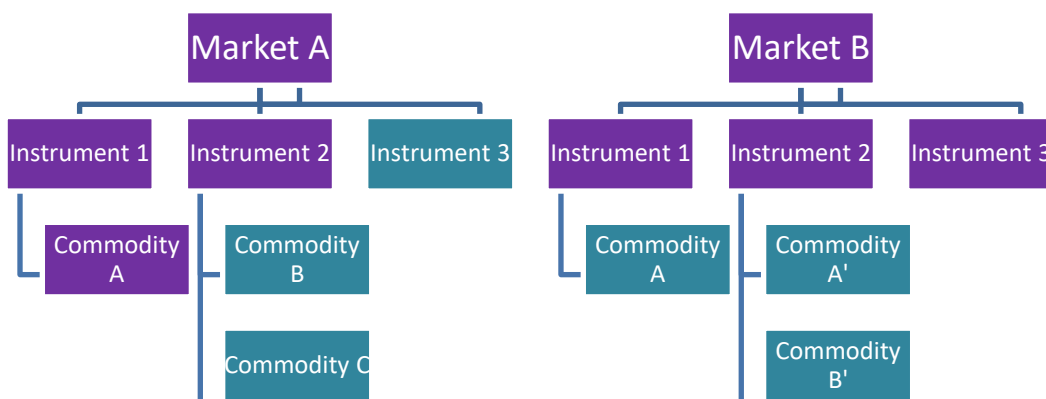 Market A
Market B
Instrument 1
Instrument 2
Instrument 3
Instrument 1
Instrument 2
Instrument 3
Commodity
A
Commodity
B
Commodity
A
Commodity
A'
Commodity C
Commodity
B'